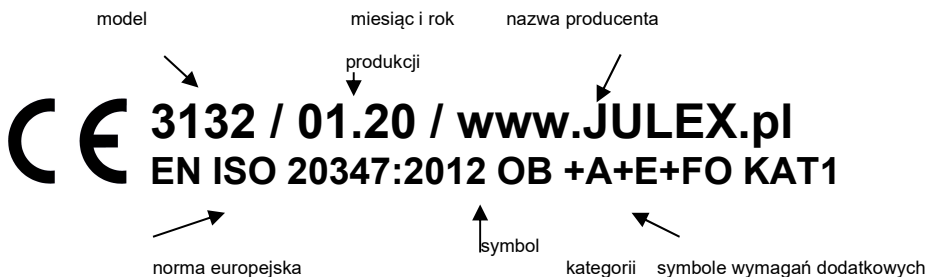 model miesiąc i rok nazwa producenta
produkcji
CE 3132 / 01.20 / www.JULEX.pl
EN ISO 20347:2012 OB +A+E+FO KAT1
symbol
norma europejska kategorii symbole wymagań dodatkowych